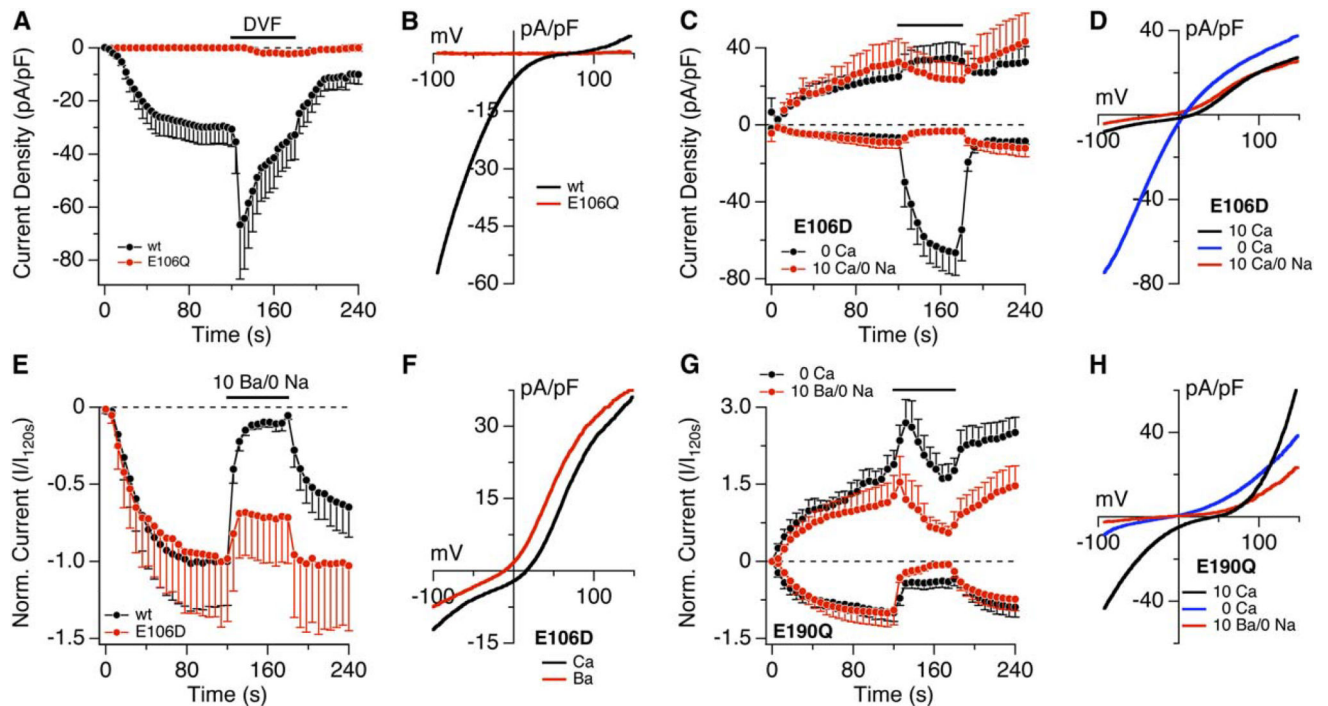 A
DVF
0
-20
-40
-60
-80
Current Density (pA/pF)
wt
E106Q
0 80 160 240
Time (s)
B
mV pA/pF
-100 100
-15
-30
-45
-60
wt
E106Q
C
40
0
-40
-80
Current Density (pA/pF)
E106D
0 Ca
10 Ca/0 Na
0 80 160 240
Time (s)
D
40
pA/pF
mV
-100 100
-40
-80
E106D
10 Ca
0 Ca
10 Ca/0 Na
E
10 Ba/0 Na
0
-0.5
-1.0
-1.5
Norm. Current (I/I120s)
wt
E106D
0 80 160 240
Time (s)
F
pA/pF
30
15
mV
-100 100
-15
E106D
Ca
Ba
G
0 Ca
10 Ba/0 Na
3.0
1.5
0
-1.5
Norm. Current (I/I120s)
E190Q
0 80 160 240
Time (s)
H
pA/pF
40
mV
-100 100
-40
E190Q
10 Ca
0 Ca
10 Ba/0 Na